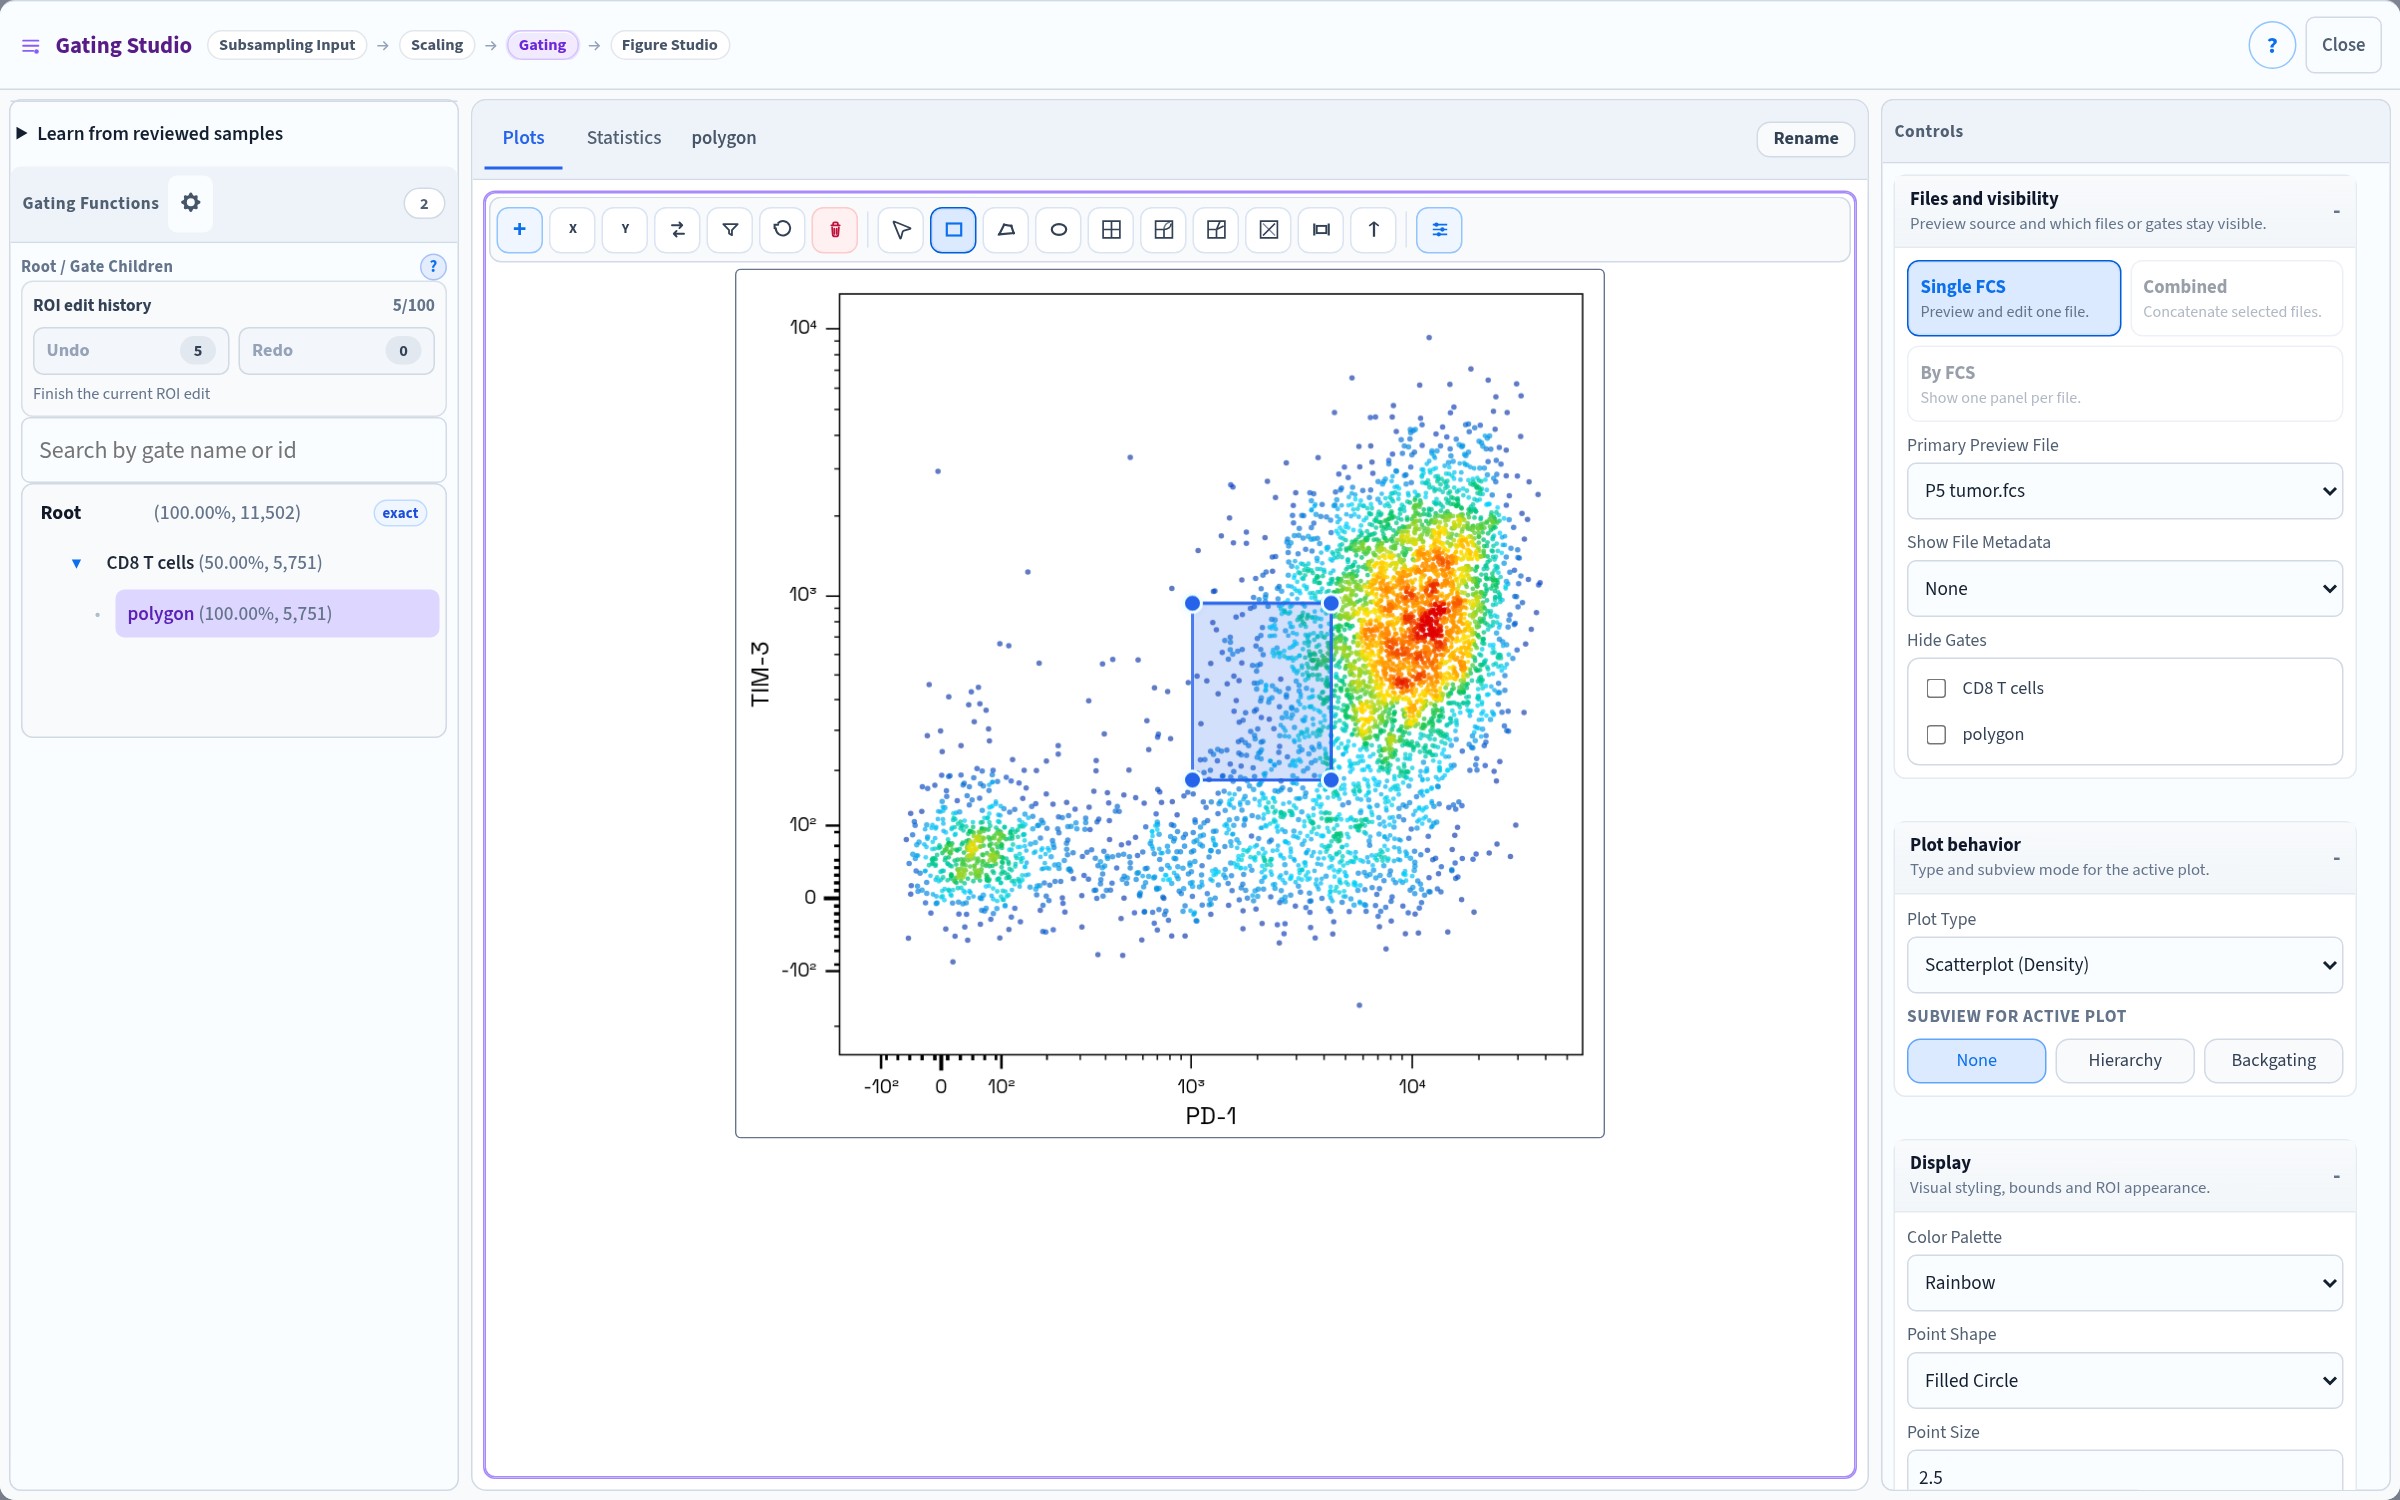 Gating Studio
Subsampling Input → Scaling → Gating → Figure Studio
? Close
Learn from reviewed samples
Gating Functions 2
Root / Gate Children ?
ROI edit history 5/100
Undo 5 Redo 0
Finish the current ROI edit
Search by gate name or id
Root (100.00%, 11,502) exact
CD8 T cells (50.00%, 5,751)
polygon (100.00%, 5,751)
Plots Statistics polygon Rename
+ X Y
10⁴
10³
10²
0
-10²
TIM-3
-10² 0 10² 10³ 10⁴
PD-1
Controls
Files and visibility
Preview source and which files or gates stay visible.
-
Single FCS
Preview and edit one file.
Combined
Concatenate selected files.
By FCS
Show one panel per file.
Primary Preview File
P5 tumor.fcs
Show File Metadata
None
Hide Gates
CD8 T cells
polygon
Plot behavior
Type and subview mode for the active plot.
-
Plot Type
Scatterplot (Density)
SUBVIEW FOR ACTIVE PLOT
None Hierarchy Backgating
Display
Visual styling, bounds and ROI appearance.
-
Color Palette
Rainbow
Point Shape
Filled Circle
Point Size
2.5